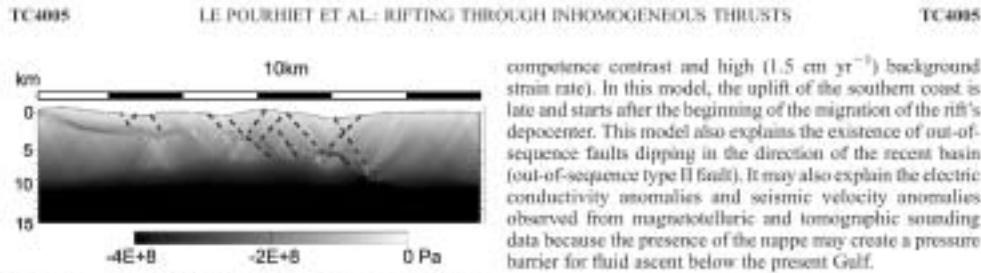 TC4005 LE POURHIET ET AL.: RIFTING THROUGH INHOMOGENEOUS THRUSTS TC4005
km
10km
0
5
10
15
-4E+8 -2E+8 0 Pa
competence contrast and high (1.5 cm yr⁻¹) background
strain rate). In this model, the uplift of the southern coast is
late and starts after the beginning of the migration of the rift's
depocenter. This model also explains the existence of out-of-
sequence faults dipping in the direction of the recent basin
(out-of-sequence type II fault). It may also explain the electric
conductivity anomalies and seismic velocity anomalies
observed from magnetotelluric and tomographic sounding
data because the presence of the nappe may create a pressure
barrier for fluid ascent below the present Gulf.